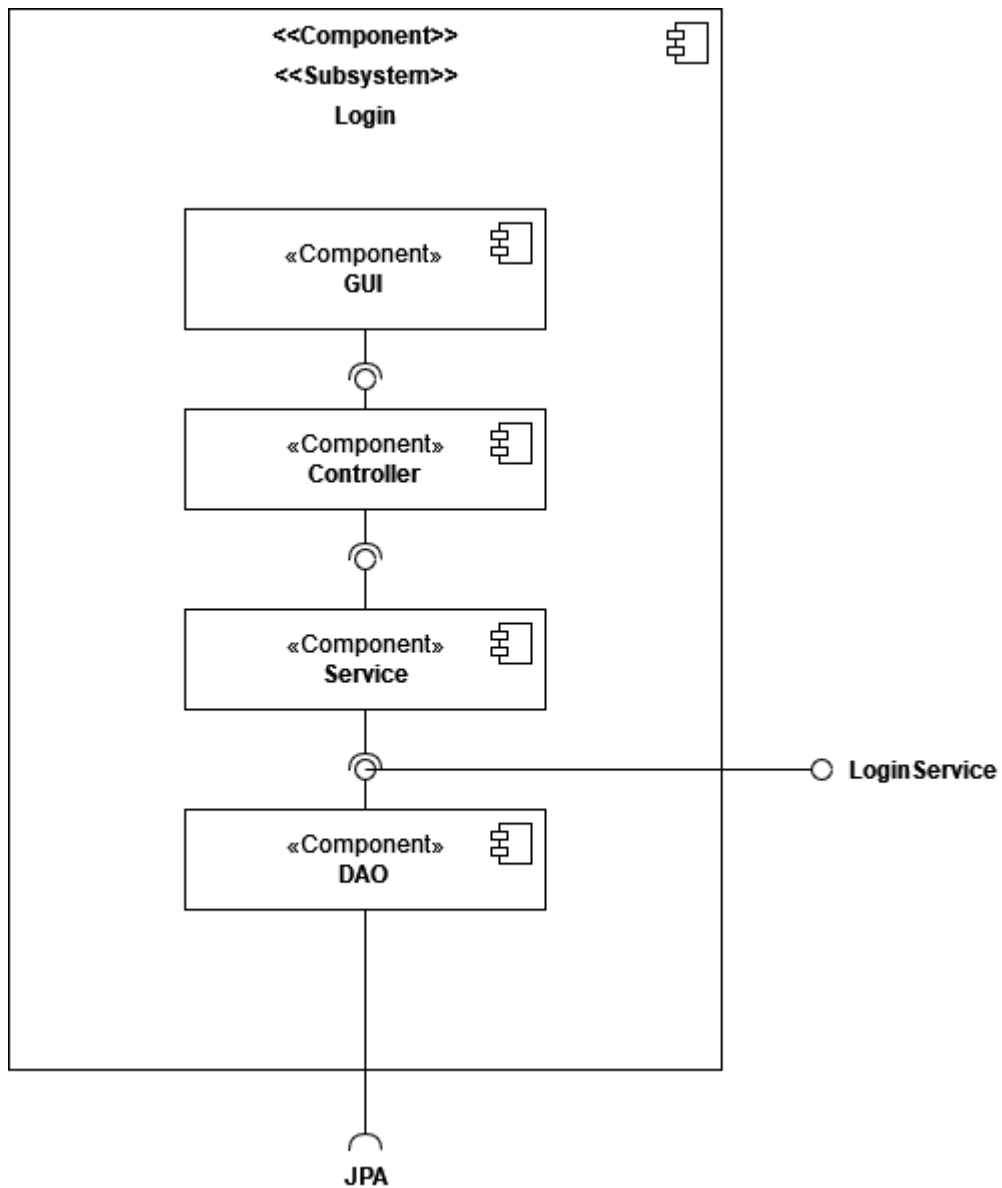 <<Component>>
<<Subsystem>>
Login
«Component»
GUI
«Component»
Controller
«Component»
Service
LoginService
«Component»
DAO
JPA